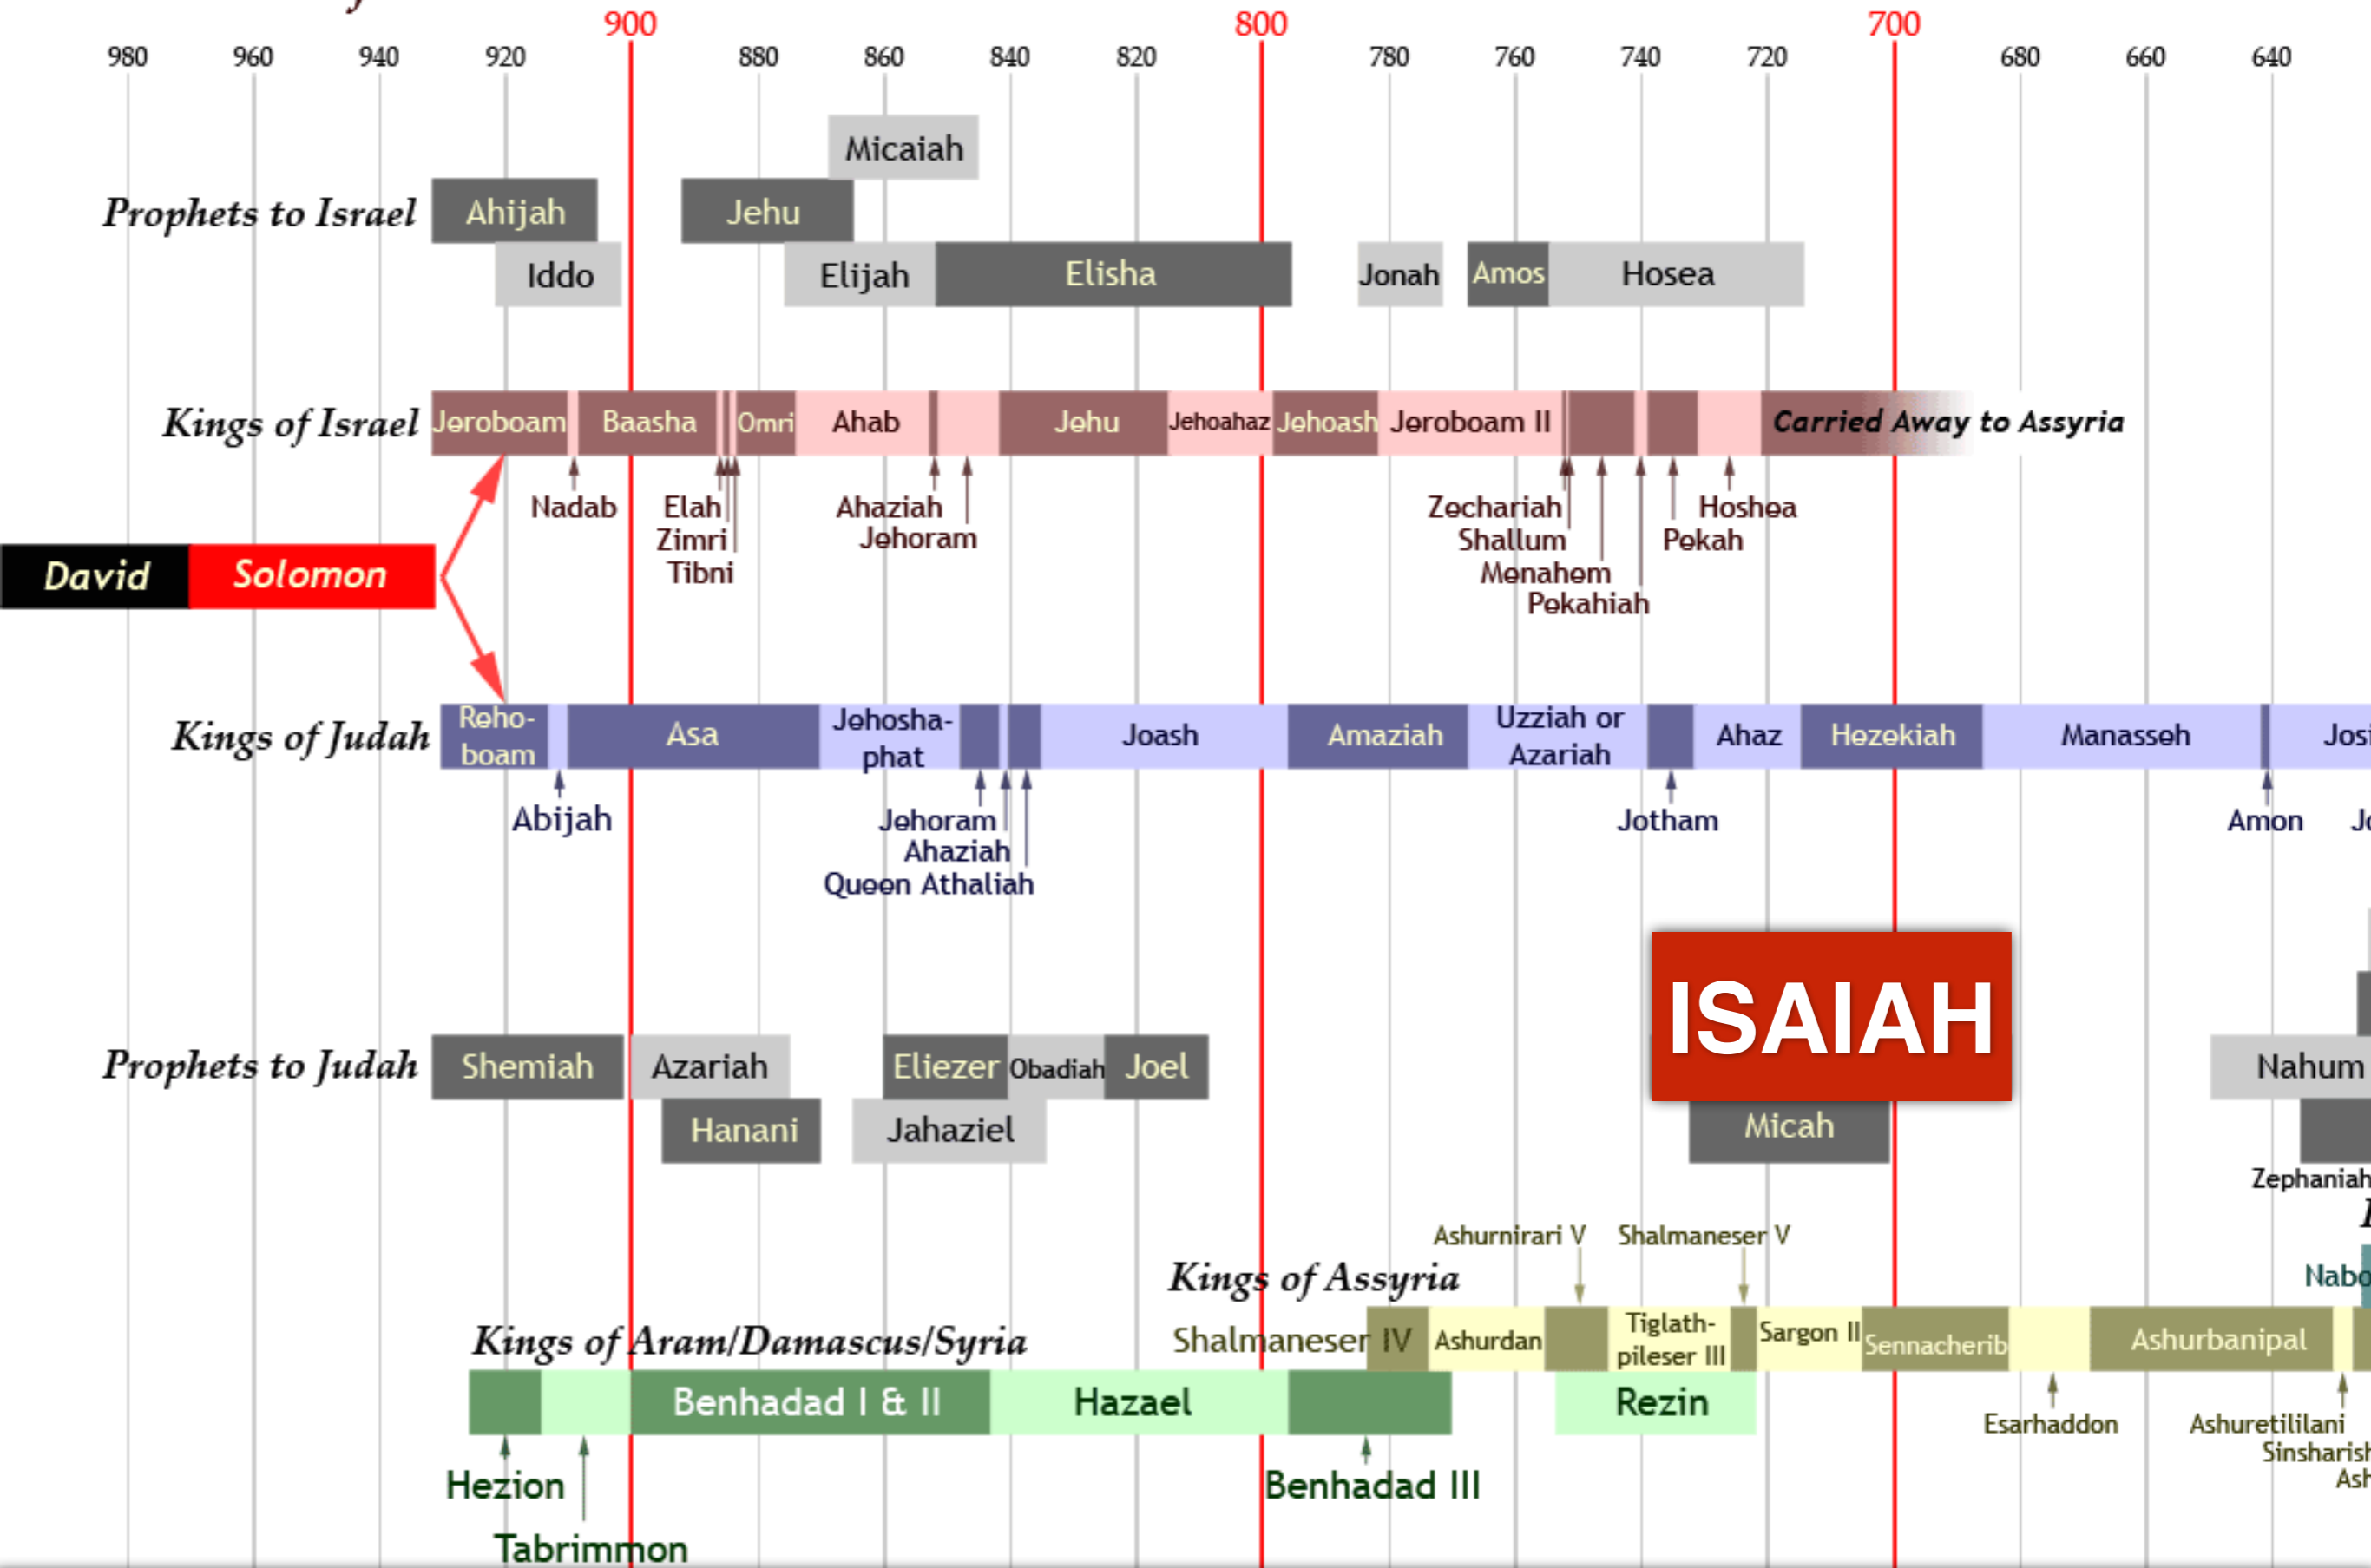 900 800 700
980 960 940 920 880 860 840 820 780 760 740 720 680 660 640
Micaiah
Prophets to Israel Ahijah Jehu
Iddo Elijah Elisha Jonah Amos Hosea
Kings of Israel Jeroboam Baasha Omri Ahab Jehu Jehoahaz Jehoash Jeroboam II Carried Away to Assyria
Nadab Elah Ahaziah Zechariah Hoshea
Zimri Jehoram Shallum Pekah
Tibni Menahem
David Solomon
Pekahiah
Kings of Judah
Reho-
boam
Asa
Jehosha-
phat
Joash Amaziah
Uzziah or
Azariah
Ahaz Hezekiah Manasseh Josi
Abijah Jehoram Jotham Amon Jo
Ahaziah
Queen Athaliah
ISAIAH
Prophets to Judah Shemiah Azariah Eliezer Obadiah Joel Nahum
Hanani Jahaziel Micah
Zephaniah
Ashurnirari V Shalmaneser V
Kings of Assyria Nabo
Kings of Aram/Damascus/Syria Shalmaneser IV Ashurdan
Tiglath-
pileser III
Sargon II Sennacherib Ashurbanipal
Benhadad I & II Hazael Rezin
Esarhaddon Ashuretililani
Sinsharish
Ash
Hezion Benhadad III
Tabrimmon